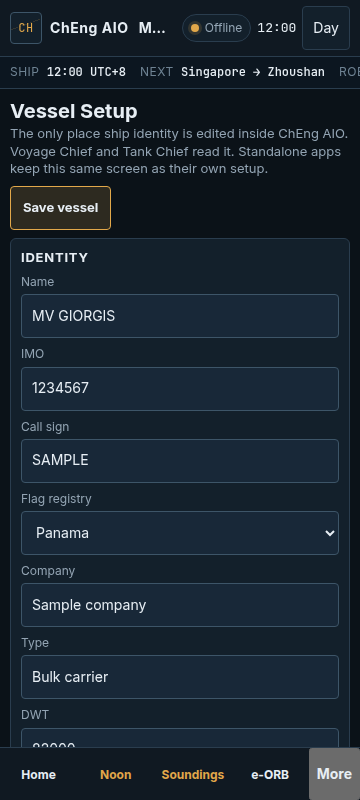 CH ChEng AIO M... Offline 12:00 Day
SHIP 12:00 UTC+8 NEXT Singapore → Zhoushan ROB
Vessel Setup
The only place ship identity is edited inside ChEng AIO.
Voyage Chief and Tank Chief read it. Standalone apps
keep this same screen as their own setup.
Save vessel
IDENTITY
Name
MV GIORGIS
IMO
1234567
Call sign
SAMPLE
Flag registry
Panama
Company
Sample company
Type
Bulk carrier
DWT
82000
Home Noon Soundings e-ORB More